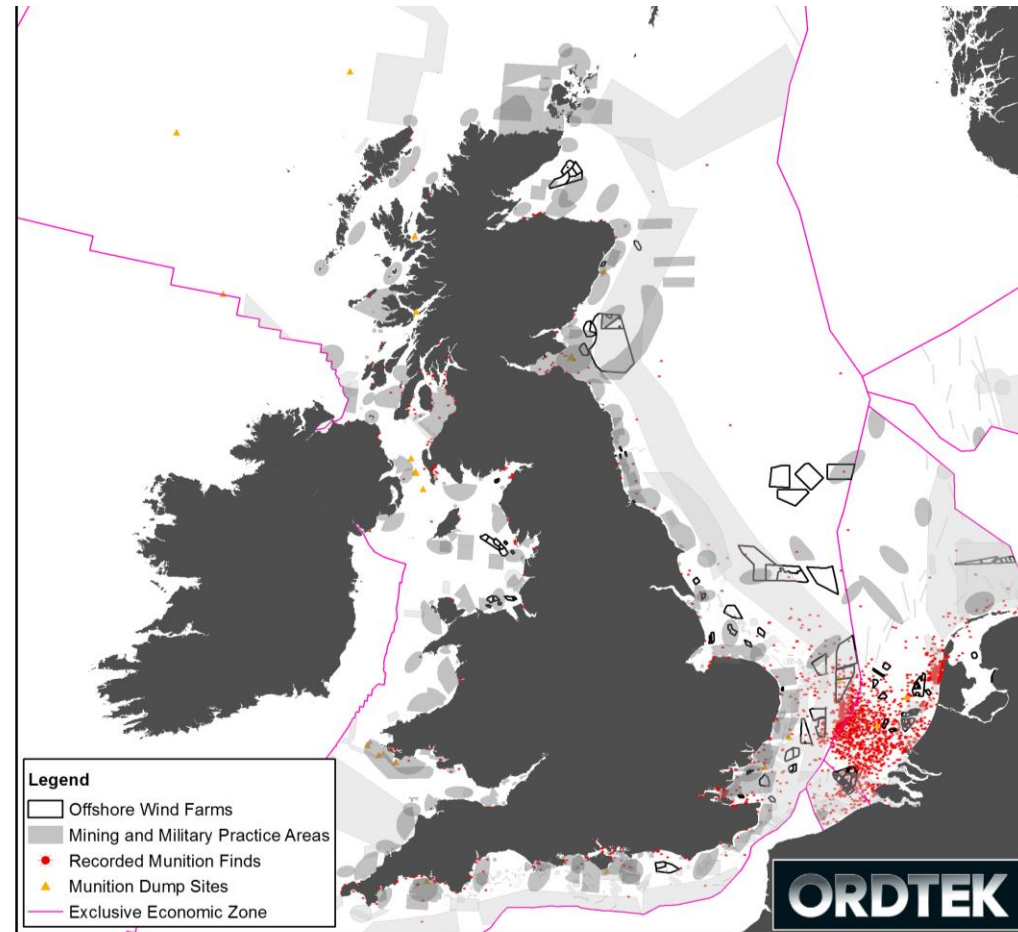 Legend
Offshore Wind Farms
Mining and Military Practice Areas
Recorded Munition Finds
Munition Dump Sites
Exclusive Economic Zone
ORDTEK